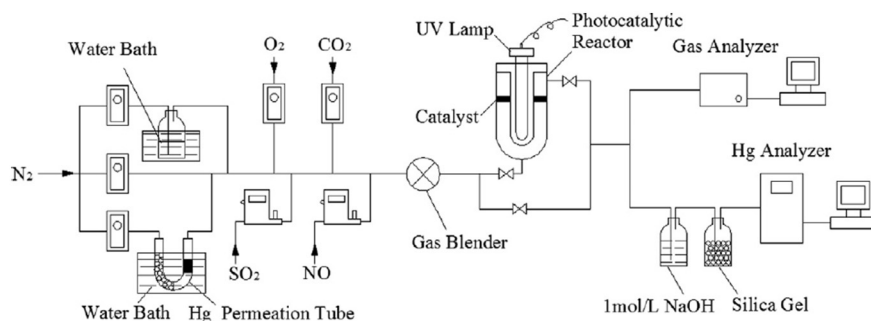 Water Bath
O₂
CO₂
UV Lamp
Photocatalytic
Reactor
Gas Analyzer
Catalyst
N₂
Hg Analyzer
Gas Blender
SO₂
NO
Water Bath
Hg Permeation Tube
1mol/L NaOH
Silica Gel